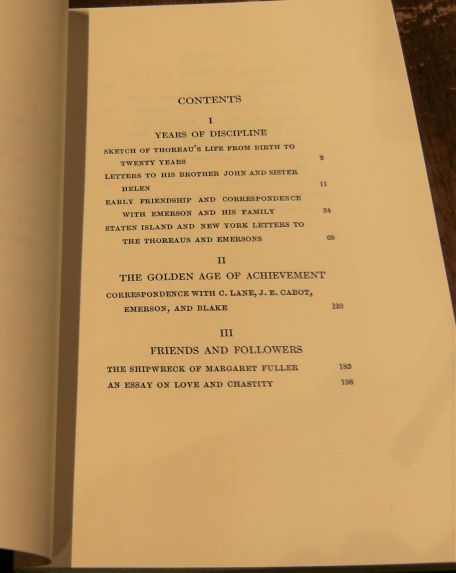 CONTENTS
I
YEARS OF DISCIPLINE
SKETCH OF THOREAU'S LIFE FROM BIRTH TO
TWENTY YEARS 3
LETTERS TO HIS BROTHER JOHN AND SISTER
HELEN 11
EARLY FRIENDSHIP AND CORRESPONDENCE
WITH EMERSON AND HIS FAMILY 34
STATEN ISLAND AND NEW YORK LETTERS TO
THE THOREAUS AND EMERSONS 68
II
THE GOLDEN AGE OF ACHIEVEMENT
CORRESPONDENCE WITH C. LANE, J. E. CABOT,
EMERSON, AND BLAKE 120
III
FRIENDS AND FOLLOWERS
THE SHIPWRECK OF MARGARET FULLER 183
AN ESSAY ON LOVE AND CHASTITY 198